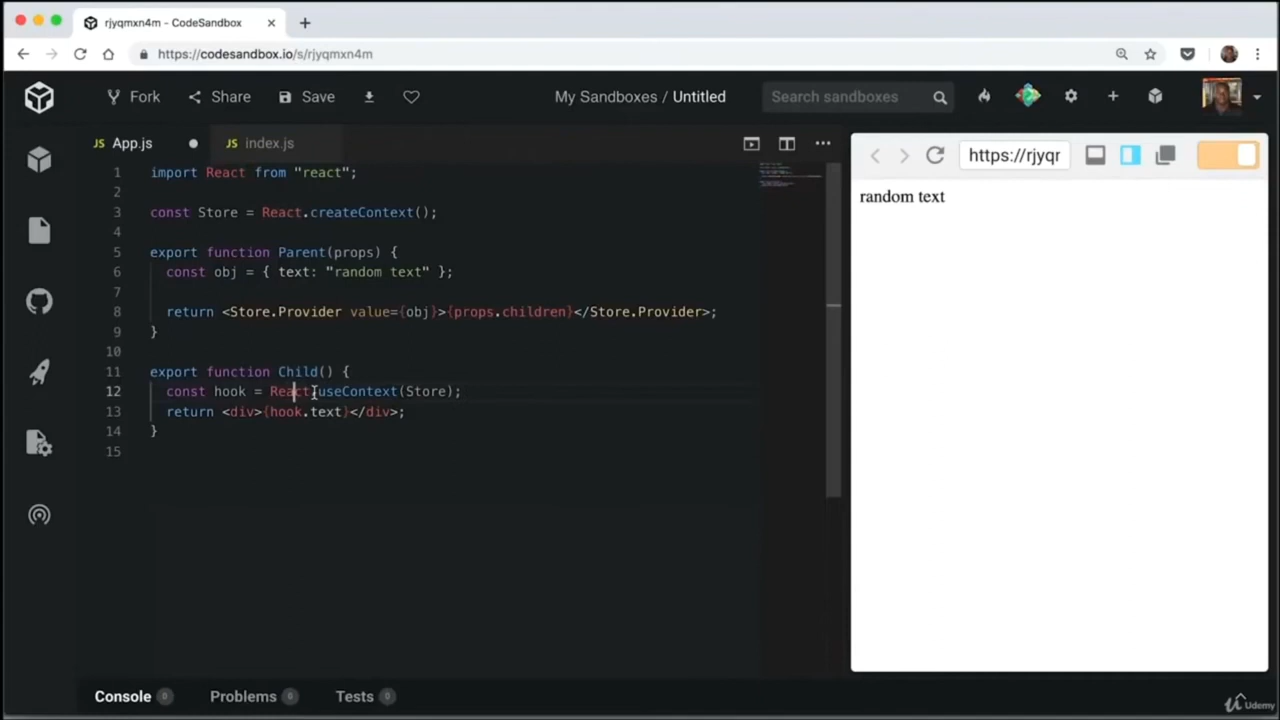 rjyqmxn4m - CodeSandbox
https://codesandbox.io/s/rjyqmxn4m
Fork Share Save My Sandboxes / Untitled Search sandboxes
JS App.js JS index.js
1 import React from "react";
2
3 const Store = React.createContext();
4
5 export function Parent(props) {
6 const obj = { text: "random text" };
7
8 return <Store.Provider value={obj}>{props.children}</Store.Provider>;
9 }
10
11 export function Child() {
12 const hook = React.useContext(Store);
13 return <div>{hook.text}</div>;
14 }
15
https://rjyqr
random text
Console 0 Problems 0 Tests 0
Udemy